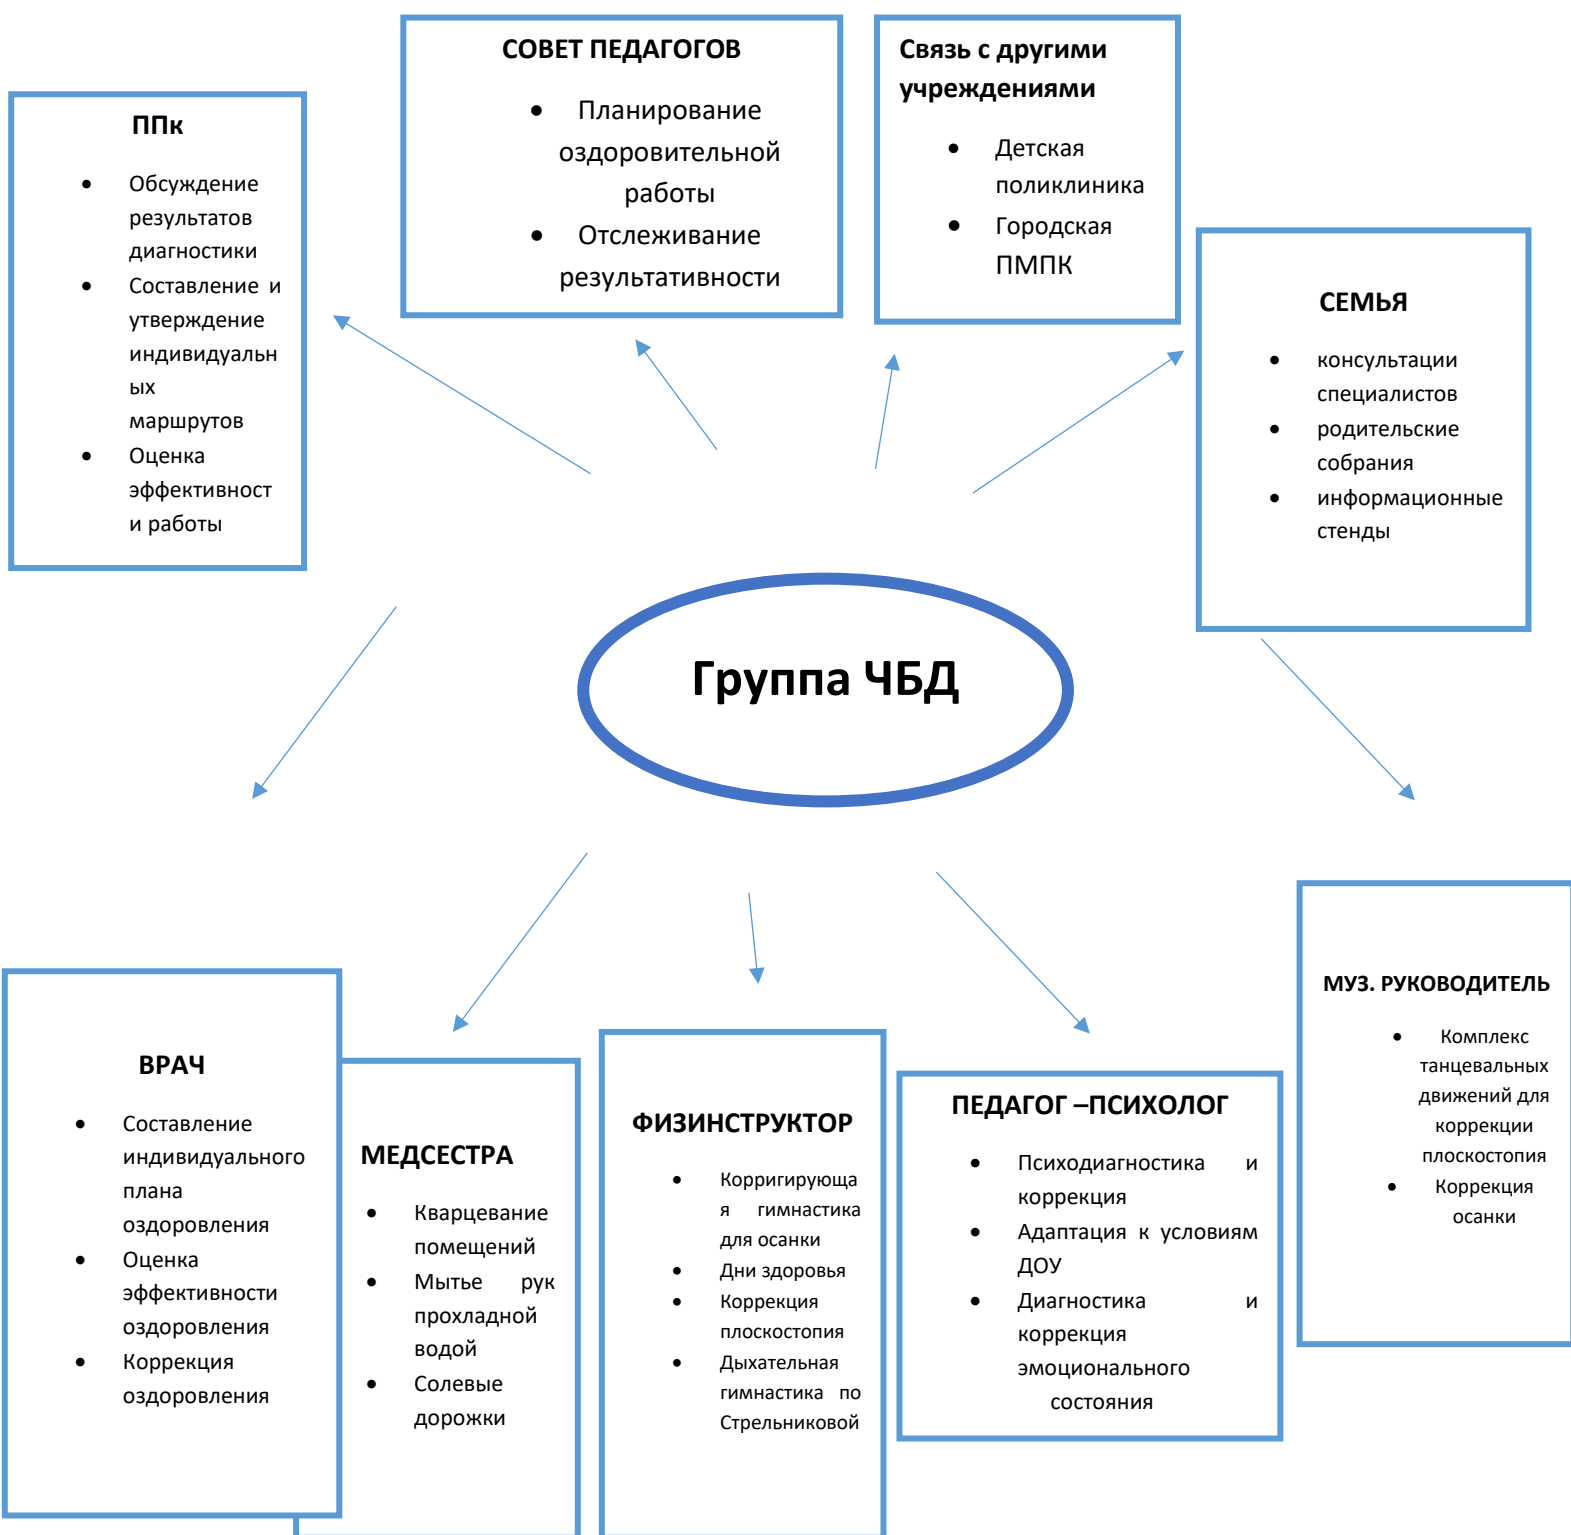 ППк
Обсуждение
результатов
диагностики
Составление и
утверждение
индивидуальн
ых
маршрутов
Оценка
эффективност
и работы
СОВЕТ ПЕДАГОГОВ
Планирование
оздоровительной
работы
Отслеживание
результативности
Связь с другими
учреждениями
Детская
поликлиника
Городская
ПМПК
СЕМЬЯ
консультации
специалистов
родительские
собрания
информационные
стенды
Группа ЧБД
ВРАЧ
Составление
индивидуального
плана
оздоровления
Оценка
эффективности
оздоровления
Коррекция
оздоровления
МЕДСЕСТРА
Кварцевание
помещений
Мытье рук
прохладной
водой
Солевые
дорожки
ФИЗИНСТРУКТОР
Корригирующа
я гимнастика
для осанки
Дни здоровья
Коррекция
плоскостопия
Дыхательная
гимнастика по
Стрельниковой
ПЕДАГОГ –ПСИХОЛОГ
Психодиагностика и
коррекция
Адаптация к условиям
ДОУ
Диагностика и
коррекция
эмоционального
состояния
МУЗ. РУКОВОДИТЕЛЬ
Комплекс
танцевальных
движений для
коррекции
плоскостопия
Коррекция
осанки